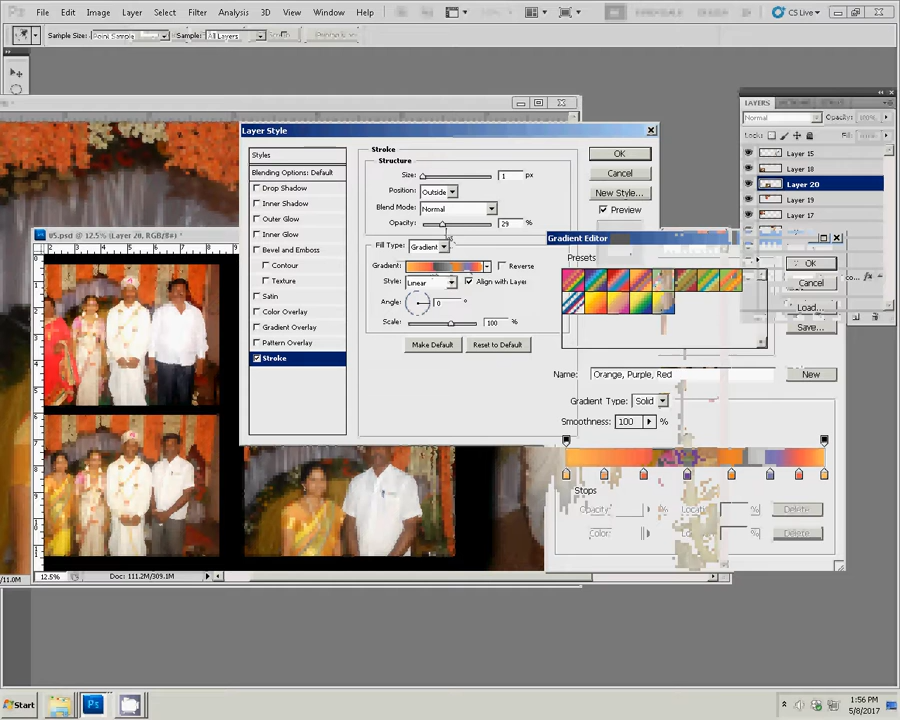 Ps
File Edit Image Layer Select Filter Analysis 3D View Window Help
CS Live
Sample Size: Point Sample Sample: All Layers
LAYERS
Normal Opacity: 100%
Lock: Fill:
Layer 15
Layer 18
Layer 20
Layer 19
Layer 17
Layer Style
Styles
Blending Options: Default
Drop Shadow
Inner Shadow
Outer Glow
Inner Glow
Bevel and Emboss
Contour
Texture
Satin
Color Overlay
Gradient Overlay
Pattern Overlay
Stroke
Stroke
Structure
Size: 1 px
Position: Outside
Blend Mode: Normal
Opacity: 29 %
Fill Type: Gradient
Gradient: Reverse
Style: Linear Align with Layer
Angle: 0 °
Scale: 100 %
Make Default Reset to Default
OK
Cancel
New Style...
Preview
05.psd @ 12.5% (Layer 20, RGB/8#) *
Gradient Editor
Presets
OK
Cancel
Load...
Save...
Name: Orange, Purple, Red
New
Gradient Type: Solid
Smoothness: 100 %
Stops
Opacity: % Location: % Delete
Color: Location: % Delete
12.5% Doc: 111.2M/309.1M
Start
Ps
1:56 PM
5/8/2017